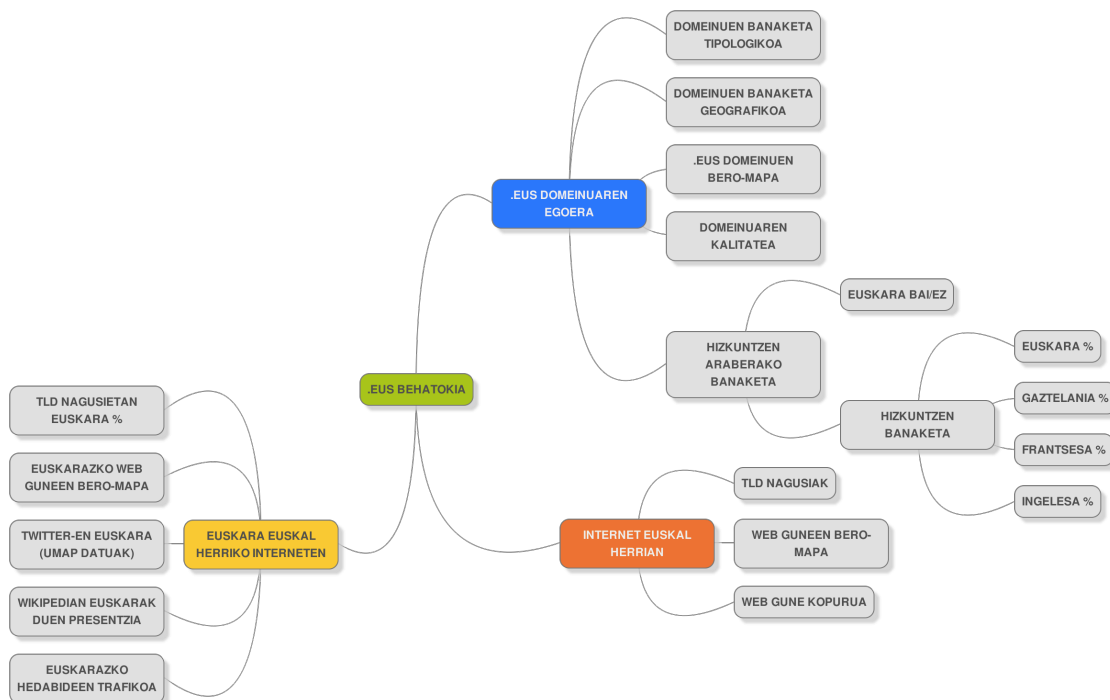 DOMEINUEN BANAKETA
TIPOLOGIKOA
DOMEINUEN BANAKETA
GEOGRAFIKOA
.EUS DOMEINUEN
BERO-MAPA
.EUS DOMEINUAREN
EGOERA
DOMEINUAREN
KALITATEA
EUSKARA BAI/EZ
HIZKUNTZEN
ARABERAKO
BANAKETA
EUSKARA %
GAZTELANIA %
HIZKUNTZEN
BANAKETA
FRANTSESA %
INGELESA %
.EUS BEHATOKIA
TLD NAGUSIETAN
EUSKARA %
EUSKARAZKO WEB
GUNEEN BERO-MAPA
TWITTER-EN EUSKARA
(UMAP DATUAK)
EUSKARA EUSKAL
HERRIKO INTERNETEN
WIKIPEDIAN EUSKARAK
DUEN PRESENTZIA
EUSKARAZKO
HEDABIDEEN TRAFIKOA
INTERNET EUSKAL
HERRIAN
TLD NAGUSIAK
WEB GUNEEN BERO-
MAPA
WEB GUNE KOPURUA